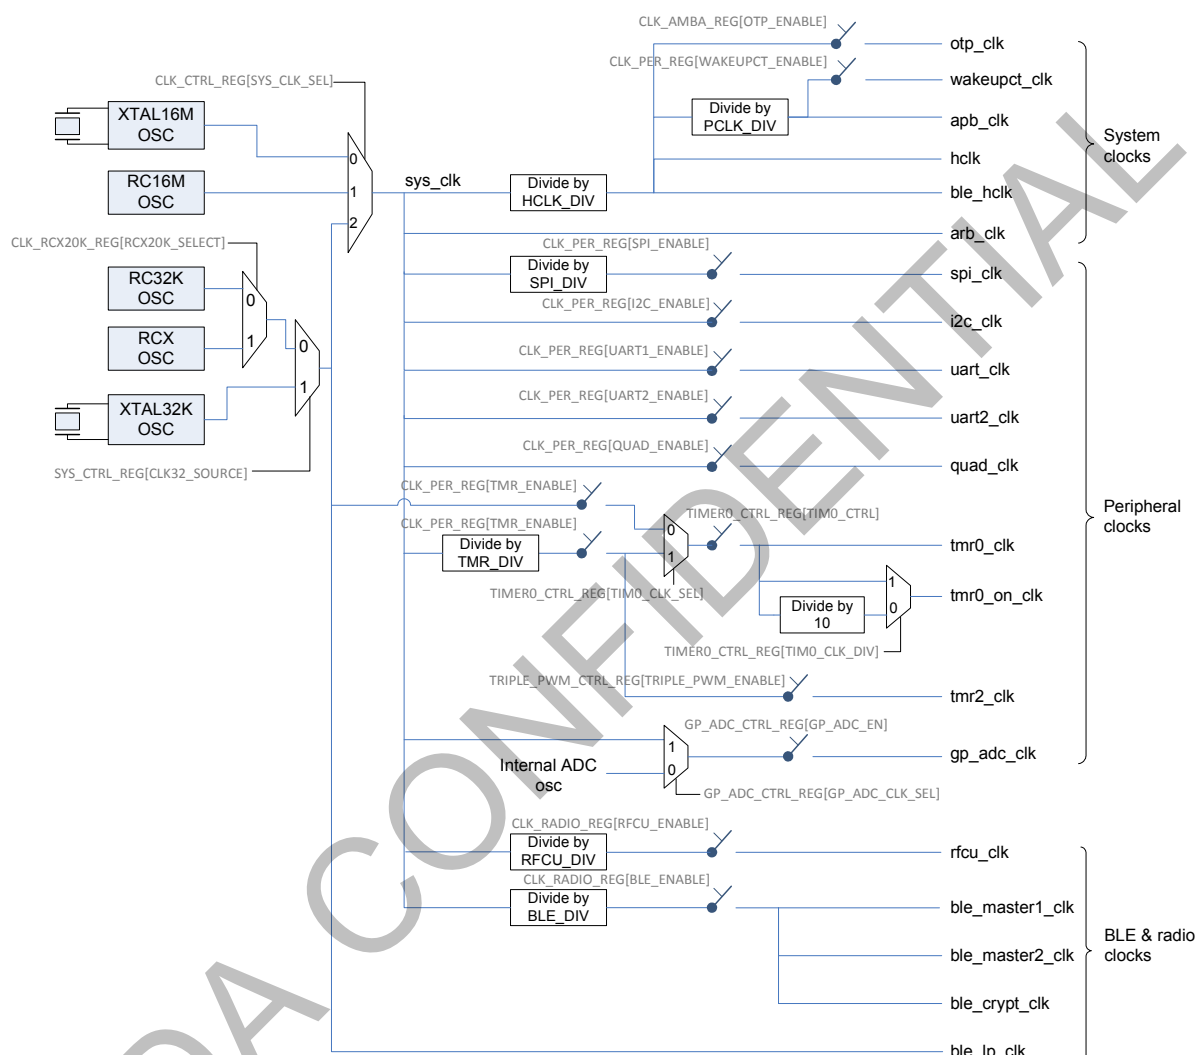 CLK_AMBA_REG[OTP_ENABLE]
otp_clk
CLK_PER_REG[WAKEUPCT_ENABLE]
wakeupct_clk
CLK_CTRL_REG[SYS_CLK_SEL]
XTAL16M
OSC
Divide by
PCLK_DIV
apb_clk
System
clocks
0
hclk
RC16M
OSC
1
sys_clk
Divide by
HCLK_DIV
ble_hclk
2
arb_clk
CLK_RCX20K_REG[RCX20K_SELECT]
CLK_PER_REG[SPI_ENABLE]
RC32K
OSC
0
Divide by
SPI_DIV
spi_clk
CLK_PER_REG[I2C_ENABLE]
i2c_clk
RCX
OSC
1
0
CLK_PER_REG[UART1_ENABLE]
uart_clk
1
CLK_PER_REG[UART2_ENABLE]
XTAL32K
OSC
uart2_clk
CLK_PER_REG[QUAD_ENABLE]
quad_clk
SYS_CTRL_REG[CLK32_SOURCE]
CLK_PER_REG[TMR_ENABLE]
Peripheral
clocks
TIMER0_CTRL_REG[TIM0_CTRL]
CLK_PER_REG[TMR_ENABLE]
0
Divide by
TMR_DIV
1
tmr0_clk
TIMER0_CTRL_REG[TIM0_CLK_SEL]
1
tmr0_on_clk
Divide by
10
0
TIMER0_CTRL_REG[TIM0_CLK_DIV]
TRIPLE_PWM_CTRL_REG[TRIPLE_PWM_ENABLE]
tmr2_clk
GP_ADC_CTRL_REG[GP_ADC_EN]
1
gp_adc_clk
Internal ADC
osc
0
GP_ADC_CTRL_REG[GP_ADC_CLK_SEL]
CLK_RADIO_REG[RFCU_ENABLE]
Divide by
RFCU_DIV
rfcu_clk
CLK_RADIO_REG[BLE_ENABLE]
Divide by
BLE_DIV
ble_master1_clk
BLE & radio
clocks
ble_master2_clk
ble_crypt_clk
ble_lp_clk
DA CONFIDENTIAL